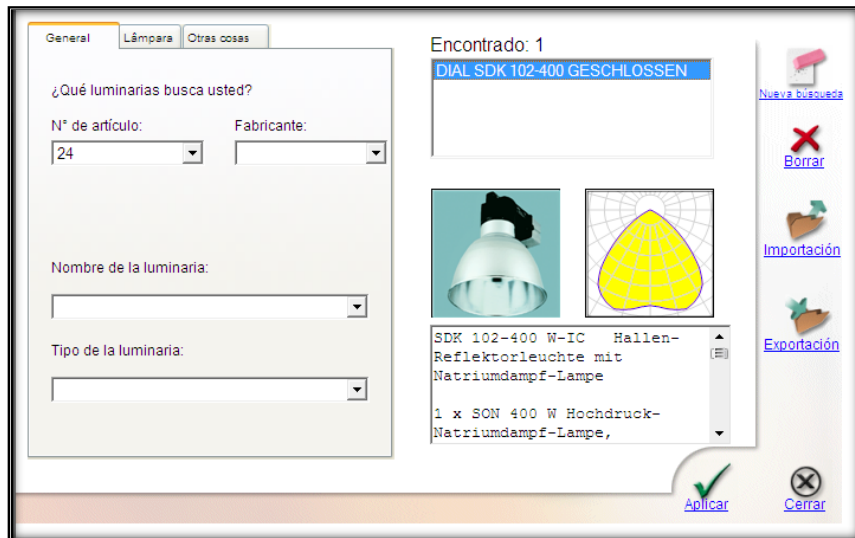 General
Lâmpara
Otras cosas
¿Qué luminarias busca usted?
N° de artículo:
Fabricante:
24
Nombre de la luminaria:
Tipo de la luminaria:
Encontrado: 1
DIAL SDK 102-400 GESCHLOSSEN
SDK 102-400 W-IC Hallen-
Reflektorleuchte mit
Natriumdampf-Lampe
1 x SON 400 W Hochdruck-
Natriumdampf-Lampe,
Nueva búsqueda
Borrar
Importación
Exportación
Aplicar
Cerrar